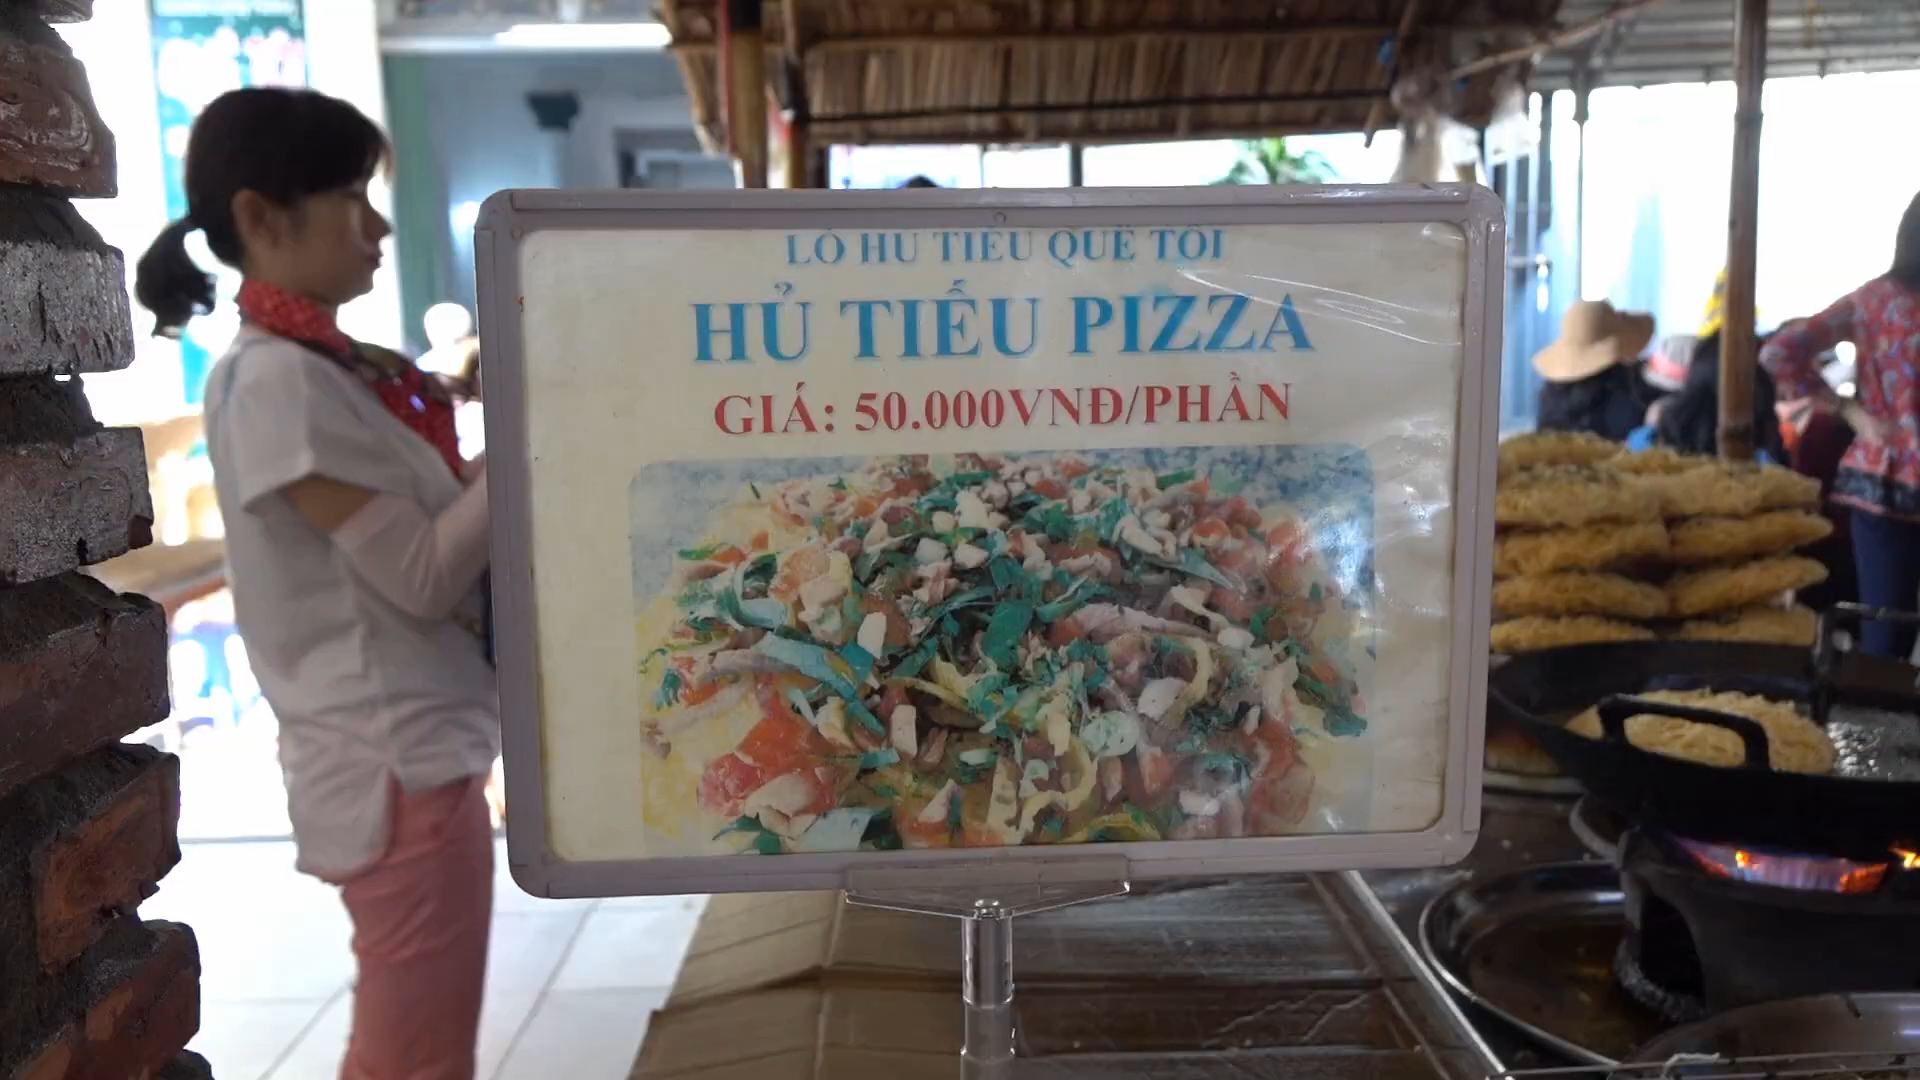 LÒ HỦ TIẾU QUÊ TÔI
HỦ TIẾU PIZZA
GIÁ: 50.000VNĐ/PHẦN